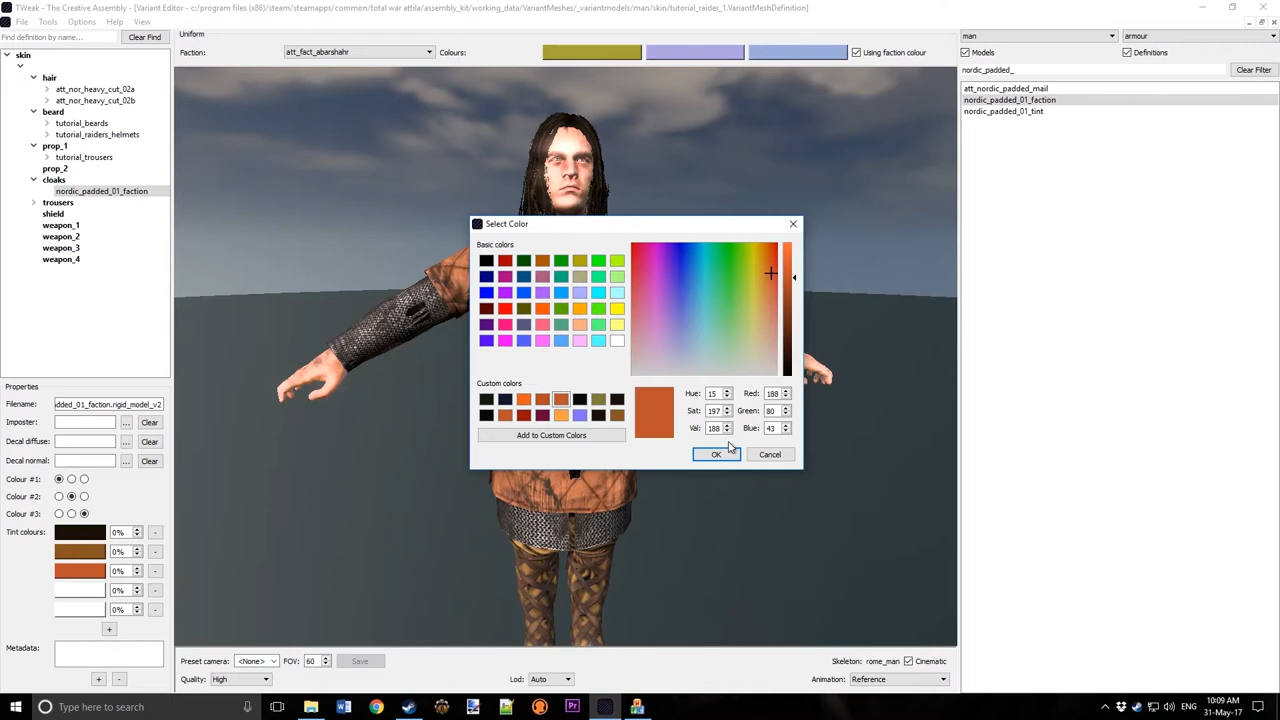 TWeak - The Creative Assembly - [Variant Editor - c:/program files (x86)/steam/steamapps/common/total war attila/assembly_kit/working_data/VariantMeshes/_variantmodels/man/skin/tutorial_raider_1.VariantMeshDefinition]
File Tools Options Help View
Find definition by name... Clear Find
skin
hair
att_nor_heavy_cut_02a
att_nor_heavy_cut_02b
beard
tutorial_beards
tutorial_raiders_helmets
prop_1
tutorial_trousers
prop_2
cloaks
nordic_padded_01_faction
trousers
shield
weapon_1
weapon_2
weapon_3
weapon_4
Properties
Filename: dded_01_faction.rigid_model_v2
Imposter: ... Clear
Decal diffuse: ... Clear
Decal normal: ... Clear
Colour #1:
Colour #2:
Colour #3:
Tint colours: 0% -
0% -
0% -
0% -
0% -
+
Metadata:
+ -
Uniform
Faction: att_fact_abarshahr Colours: Using faction colour
Select Color
Basic colors
Custom colors
Add to Custom Colors
Hue: 15 Red: 188
Sat: 197 Green: 80
Val: 188 Blue: 43
OK Cancel
Preset camera: <None> FOV: 60 Save Skeleton: rome_man Cinematic
Quality: High Lod: Auto Animation: Reference
man armour
Models Definitions
nordic_padded_ Clear Filter
att_nordic_padded_mail
nordic_padded_01_faction
nordic_padded_01_tint
Type here to search
W
Pr
10:09 AM
31-May-17